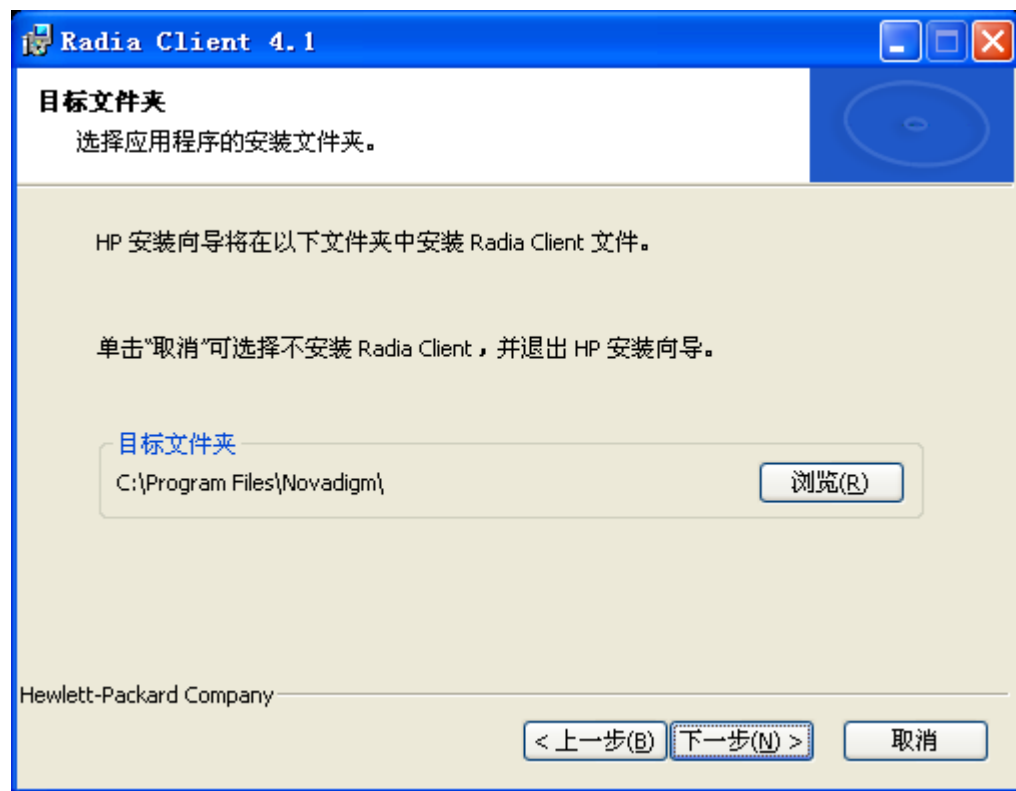 Radia Client 4.1
目标文件夹
选择应用程序的安装文件夹。
HP 安装向导将在以下文件夹中安装 Radia Client 文件。
单击“取消”可选择不安装 Radia Client，并退出 HP 安装向导。
目标文件夹
C:\Program Files\Novadigm\
浏览(R)
Hewlett-Packard Company
< 上一步(B)
下一步(N) >
取消